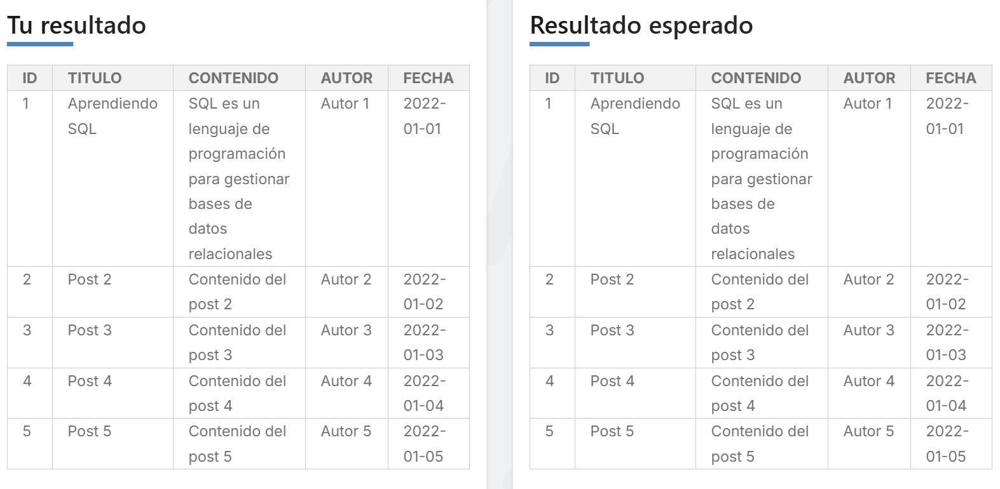 Tu resultado
ID TITULO CONTENIDO AUTOR FECHA
1 Aprendiendo SQL es un Autor 1 2022-
SQL lenguaje de 01-01
programación
para gestionar
bases de
datos
relacionales
2 Post 2 Contenido del Autor 2 2022-
post 2 01-02
3 Post 3 Contenido del Autor 3 2022-
post 3 01-03
4 Post 4 Contenido del Autor 4 2022-
post 4 01-04
5 Post 5 Contenido del Autor 5 2022-
post 5 01-05
Resultado esperado
ID TITULO CONTENIDO AUTOR FECHA
1 Aprendiendo SQL es un Autor 1 2022-
SQL lenguaje de 01-01
programación
para gestionar
bases de
datos
relacionales
2 Post 2 Contenido del Autor 2 2022-
post 2 01-02
3 Post 3 Contenido del Autor 3 2022-
post 3 01-03
4 Post 4 Contenido del Autor 4 2022-
post 4 01-04
5 Post 5 Contenido del Autor 5 2022-
post 5 01-05